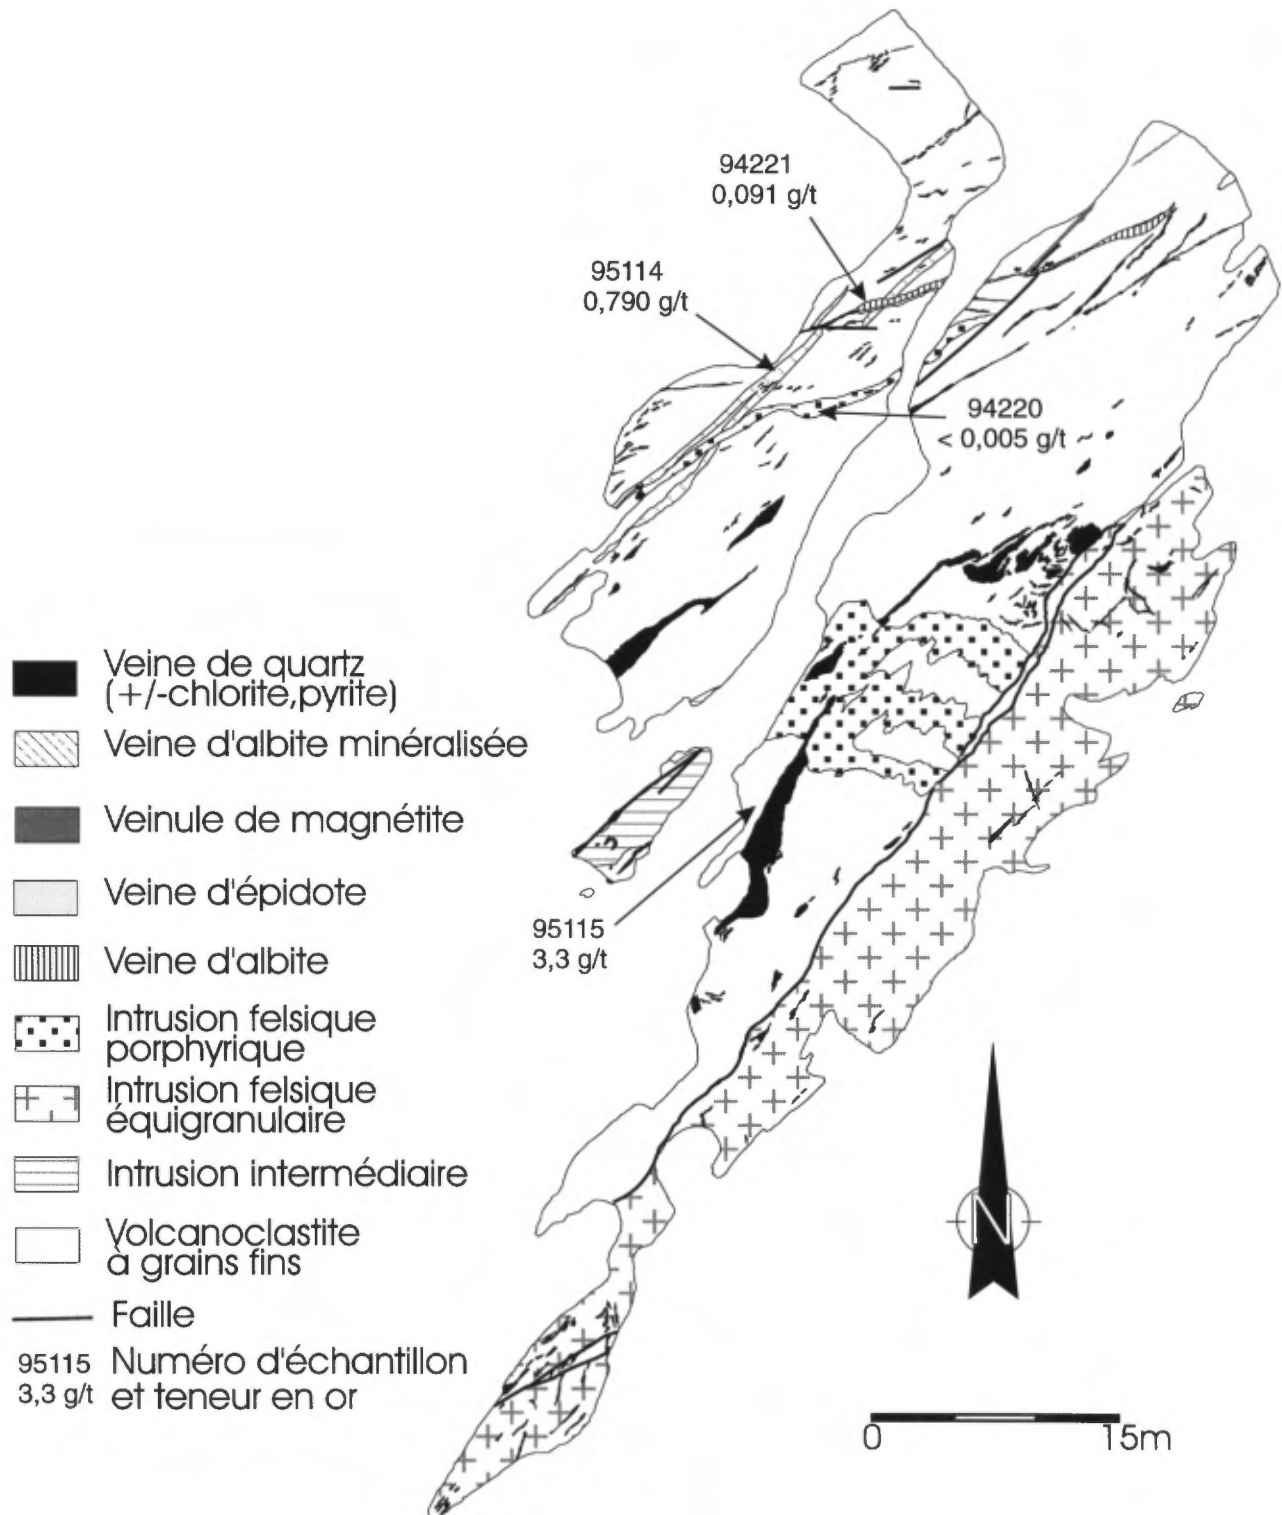 94221
0,091 g/t
95114
0,790 g/t
94220
< 0,005 g/t
95115
3,3 g/t
Veine de quartz
(+/-chlorite,pyrite)
Veine d'albite minéralisée
Veinule de magnétite
Veine d'épidote
Veine d'albite
Intrusion felsique
porphyrique
Intrusion felsique
équigranulaire
Intrusion intermédiaire
Volcanoclastite
à grains fins
Faille
95115 Numéro d'échantillon
3,3 g/t et teneur en or
N
0 15m